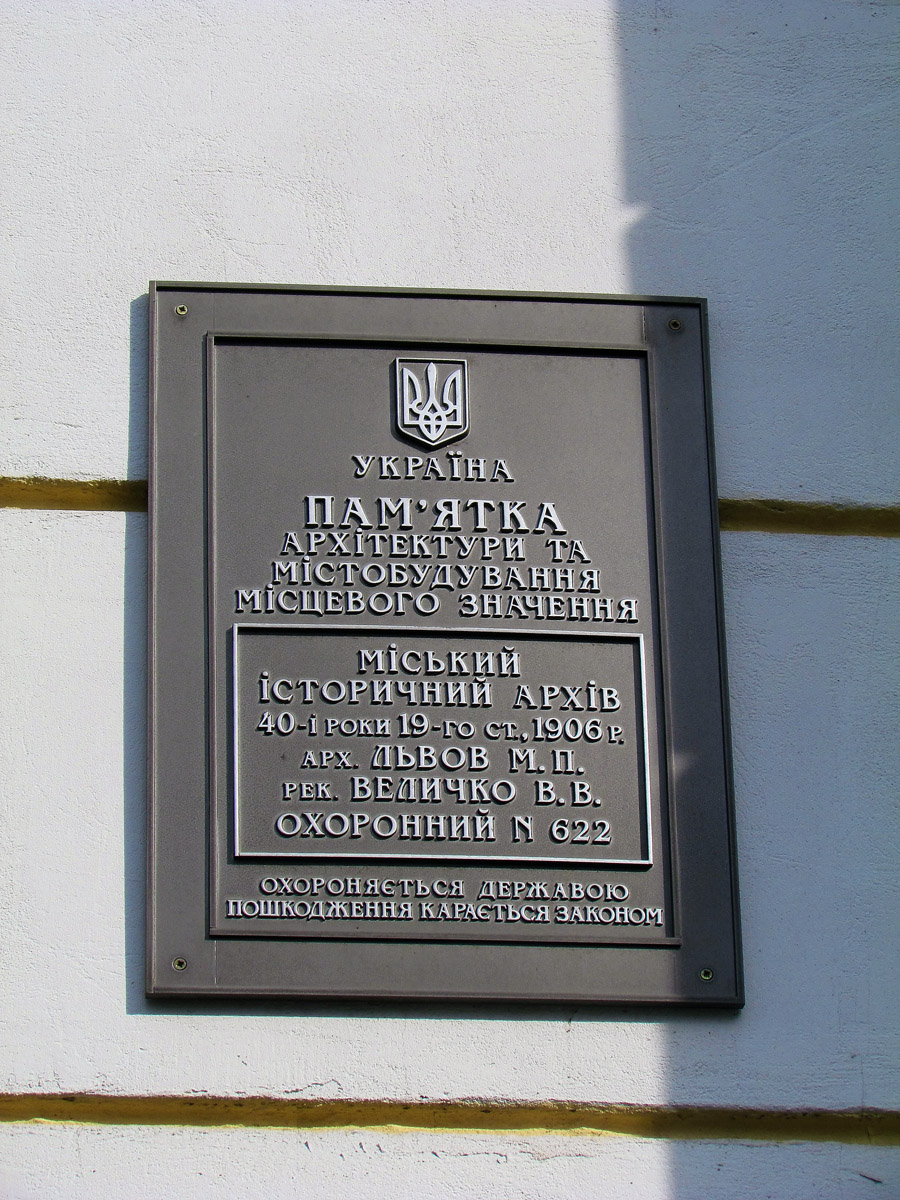 УКРАЇНА
ПАМ'ЯТКА
АРХІТЕКТУРИ ТА
МІСТОБУДУВАННЯ
МІСЦЕВОГО ЗНАЧЕННЯ
МІСЬКИЙ
ІСТОРИЧНИЙ АРХІВ
40-І РОКИ 19-ГО СТ., 1906 Р.
АРХ. ЛЬВОВ М. П.
РЕК. ВЕЛИЧКО В. В.
ОХОРОННИЙ N 622
ОХОРОНЯЄТЬСЯ ДЕРЖАВОЮ
ПОШКОДЖЕННЯ КАРАЄТЬСЯ ЗАКОНОМ